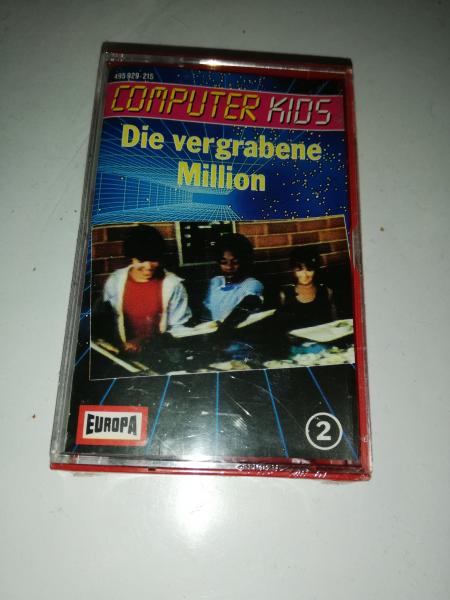 495 929-215
COMPUTER KIDS
Die vergrabene
Million
EUROPA
2